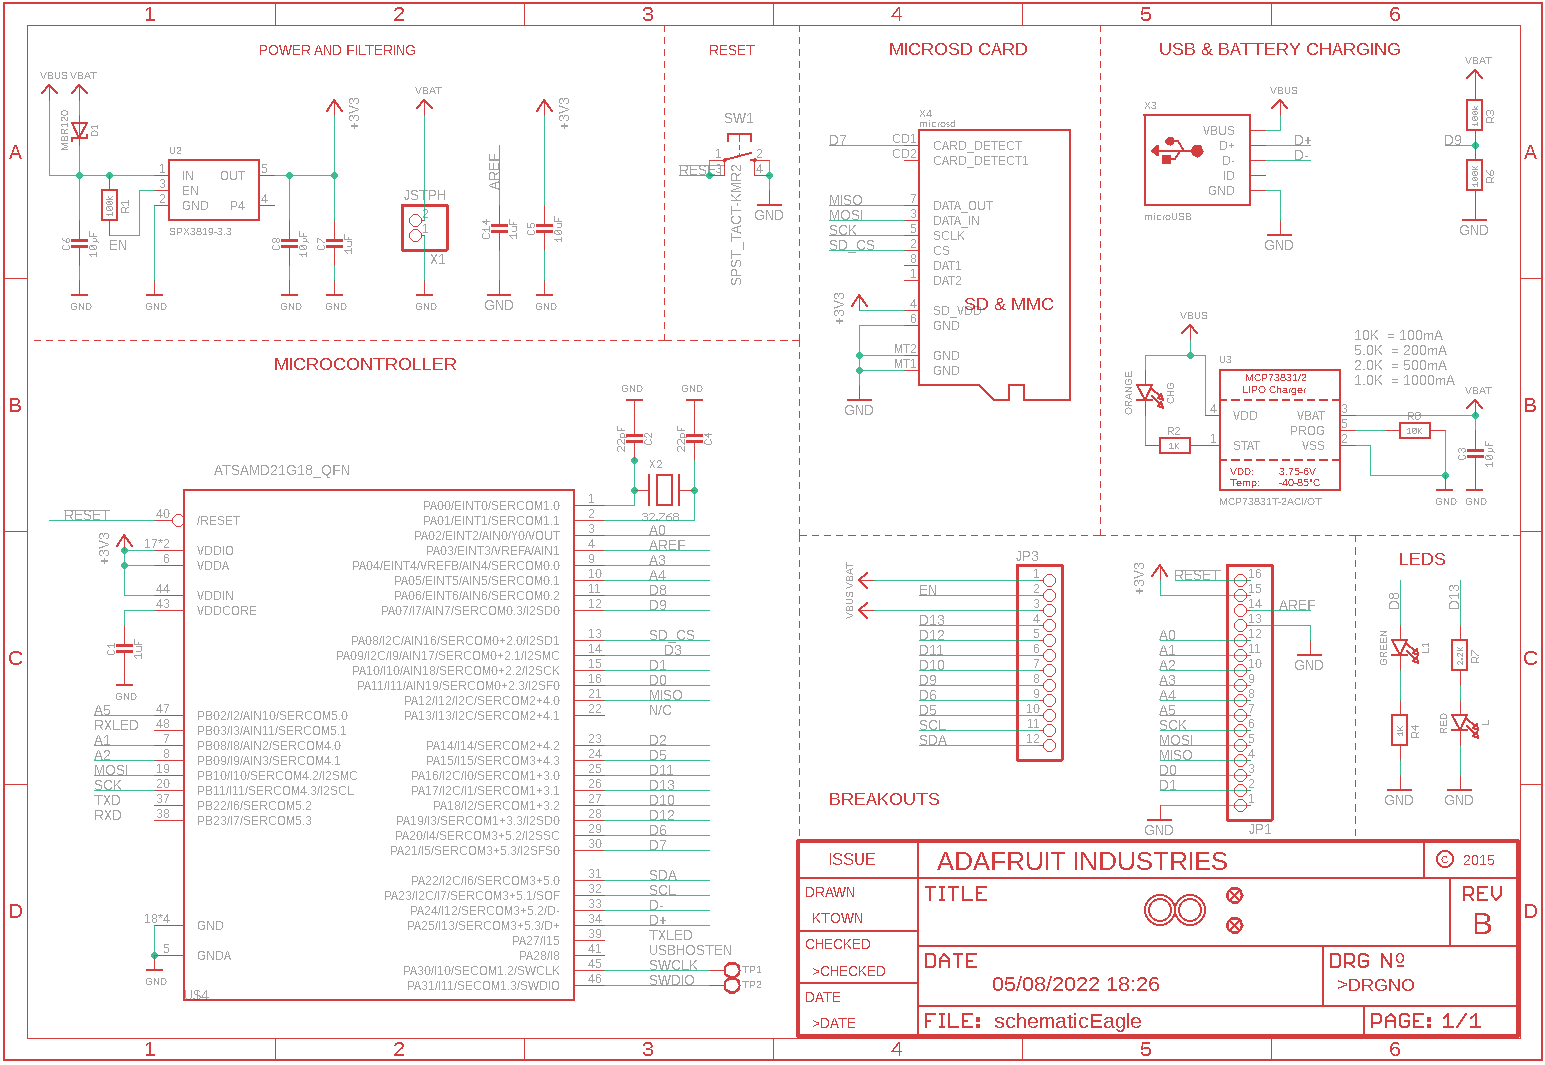 1 2 3 4 5 6
A
B
C
D
POWER AND FILTERING
VBUS VBAT
MBR120
D1
U2
1 IN OUT 5
3 EN
2 GND P4 4
SPX3819-3.3
100k
R1
EN
C6
10µF
GND
GND
C8
10µF
GND
C7
1uF
GND
+3V3
VBAT
JSTPH
2
1
X1
GND
AREF
C14
1uF
GND
+3V3
C5
10uF
GND
RESET
SW1
1 2
3 4
RESET
SPST_TACT-KMR2
GND
MICROSD CARD
X4
microsd
D7 CD1 CARD_DETECT
CD2 CARD_DETECT1
MISO 7 DATA_OUT
MOSI 3 DATA_IN
SCK 5 SCLK
SD_CS 2 CS
8 DAT1
1 DAT2
SD & MMC
+3V3
4 SD_VDD
6 GND
MT2 GND
MT1 GND
GND
USB & BATTERY CHARGING
X3
VBUS
VBUS
D+ D+
D- D-
ID
GND
microUSB
GND
VBAT
100k
R3
D9
100k
R6
GND
VBUS
ORANGE
CHG
R2
1K
U3
MCP73831/2
LIPO Charger
4 VDD VBAT 3
PROG 5
1 STAT VSS 2
VDD: 3.75-6V
Temp: -40-85°C
MCP73831T-2ACI/OT
10K = 100mA
5.0K = 200mA
2.0K = 500mA
1.0K = 1000mA
VBAT
10K
C3
10µF
GND GND
MICROCONTROLLER
GND GND
22pF
C2
22pF
C4
X2
ATSAMD21G18_QFN
RESET 40 /RESET
+3V3
17*2 VDDIO
6 VDDA
44 VDDIN
43 VDDCORE
C1
1uF
GND
A5 47 PB02/I2/AIN10/SERCOM5.0
RXLED 48 PB03/I3/AIN11/SERCOM5.1
A1 7 PB08/I8/AIN2/SERCOM4.0
A2 8 PB09/I9/AIN3/SERCOM4.1
MOSI 19 PB10/I10/SERCOM4.2/I2SMC
SCK 20 PB11/I11/SERCOM4.3/I2SCL
TXD 37 PB22/I6/SERCOM5.2
RXD 38 PB23/I7/SERCOM5.3
18*4 GND
5 GNDA
GND
U$4
PA00/EINT0/SERCOM1.0 1
PA01/EINT1/SERCOM1.1 2
32.768
PA02/EINT2/AIN0/Y0/VOUT 3 A0
PA03/EINT3/VREFA/AIN1 4 AREF
PA04/EINT4/VREFB/AIN4/SERCOM0.0 9 A3
PA05/EINT5/AIN5/SERCOM0.1 10 A4
PA06/EINT6/AIN6/SERCOM0.2 11 D8
PA07/I7/AIN7/SERCOM0.3/I2SD0 12 D9
PA08/I2C/AIN16/SERCOM0+2.0/I2SD1 13 SD_CS
PA09/I2C/I9/AIN17/SERCOM0+2.1/I2SMC 14 D3
PA10/I10/AIN18/SERCOM0+2.2/I2SCK 15 D1
PA11/I11/AIN19/SERCOM0+2.3/I2SF0 16 D0
PA12/I12/I2C/SERCOM2+4.0 21 MISO
PA13/I13/I2C/SERCOM2+4.1 22 N/C
PA14/I14/SERCOM2+4.2 23 D2
PA15/I15/SERCOM3+4.3 24 D5
PA16/I2C/I0/SERCOM1+3.0 25 D11
PA17/I2C/I1/SERCOM1+3.1 26 D13
PA18/I2/SERCOM1+3.2 27 D10
PA19/I3/SERCOM1+3.3/I2SD0 28 D12
PA20/I4/SERCOM3+5.2/I2SSC 29 D6
PA21/I5/SERCOM3+5.3/I2SFS0 30 D7
PA22/I2C/I6/SERCOM3+5.0 31 SDA
PA23/I2C/I7/SERCOM3+5.1/SOF 32 SCL
PA24/I12/SERCOM3+5.2/D- 33 D-
PA25/I13/SERCOM3+5.3/D+ 34 D+
PA27/I15 39 TXLED
PA28/I8 41 USBHOSTEN
PA30/I10/SECOM1.2/SWCLK 45 SWCLK TP1
PA31/I11/SECOM1.3/SWDIO 46 SWDIO TP2
JP3
VBAT 1
EN 2
VBUS 3
D13 4
D12 5
D11 6
D10 7
D9 8
D6 9
D5 10
SCL 11
SDA 12
BREAKOUTS
+3V3
RESET 16
15
14 AREF
13
GND
A0 12
A1 11
A2 10
A3 9
A4 8
A5 7
SCK 6
MOSI 5
MISO 4
D0 3
D1 2
1
GND
JP1
LEDS
D8 D13
GREEN
L1
2.2K
R7
1K
R4
RED
L
GND GND
ISSUE
ADAFRUIT INDUSTRIES
© 2015
DRAWN
KTOWN
TITLE
REV
B
CHECKED
>CHECKED
DATE
05/08/2022 18:26
DRG Nº
>DRGNO
DATE
>DATE
FILE: schematicEagle
PAGE: 1/1
A
B
C
D
1 2 3 4 5 6